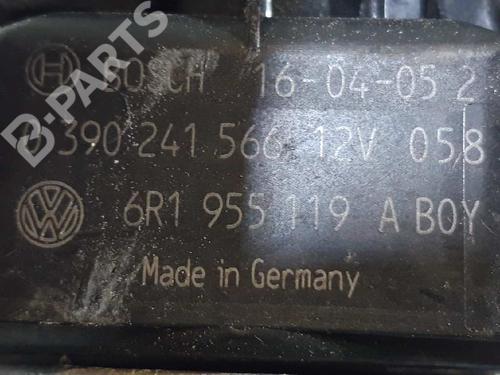 BOSCH 16-04-05 2
0 390 241 566 12V 058
6R1 955 119 A BOY
Made in Germany
B-PARTS